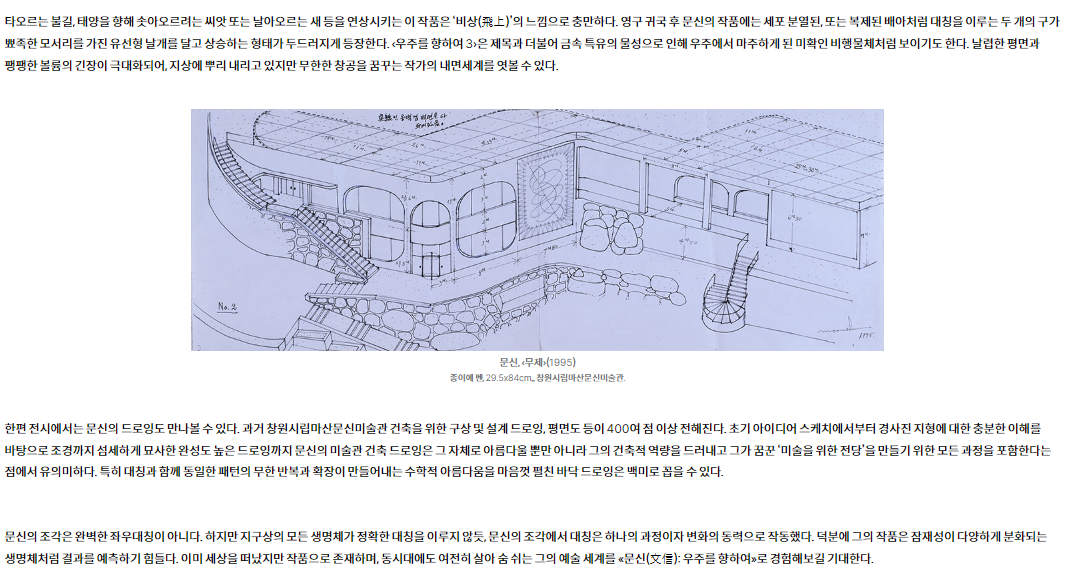 타오르는 불길, 태양을 향해 솟아오르려는 씨앗 또는 날아오르는 새 등을 연상시키는 이 작품은 '비상(飛上)'의 느낌으로 충만하다. 영구 귀국 후 문신의 작품에는 세포 분열된, 또는 복제된 배아처럼 대칭을 이루는 두 개의 구가
뾰족한 모서리를 가진 유선형 날개를 달고 상승하는 형태가 두드러지게 등장한다. ‹우주를 향하여 3›은 제목과 더불어 금속 특유의 물성으로 인해 우주에서 마주하게 된 미확인 비행물체처럼 보이기도 한다. 날렵한 평면과
팽팽한 볼륨의 긴장이 극대화되어, 지상에 뿌리 내리고 있지만 무한한 창공을 꿈꾸는 작가의 내면세계를 엿볼 수 있다.
No. 2
1995.
문신, ‹무제›(1995)
종이에 펜, 29.5x84cm,, 창원시립마산문신미술관.
한편 전시에서는 문신의 드로잉도 만나볼 수 있다. 과거 창원시립마산문신미술관 건축을 위한 구상 및 설계 드로잉, 평면도 등이 400여 점 이상 전해진다. 초기 아이디어 스케치에서부터 경사진 지형에 대한 충분한 이해를
바탕으로 조경까지 섬세하게 묘사한 완성도 높은 드로잉까지 문신의 미술관 건축 드로잉은 그 자체로 아름다울 뿐만 아니라 그의 건축적 역량을 드러내고 그가 꿈꾼 '미술을 위한 전당'을 만들기 위한 모든 과정을 포함한다는
점에서 유의미하다. 특히 대칭과 함께 동일한 패턴의 무한 반복과 확장이 만들어내는 수학적 아름다움을 마음껏 펼친 바닥 드로잉은 백미로 꼽을 수 있다.
문신의 조각은 완벽한 좌우대칭이 아니다. 하지만 지구상의 모든 생명체가 정확한 대칭을 이루지 않듯, 문신의 조각에서 대칭은 하나의 과정이자 변화의 동력으로 작동했다. 덕분에 그의 작품은 잠재성이 다양하게 분화되는
생명체처럼 결과를 예측하기 힘들다. 이미 세상을 떠났지만 작품으로 존재하며, 동시대에도 여전히 살아 숨 쉬는 그의 예술 세계를 «문신(文信): 우주를 향하여»로 경험해보길 기대한다.